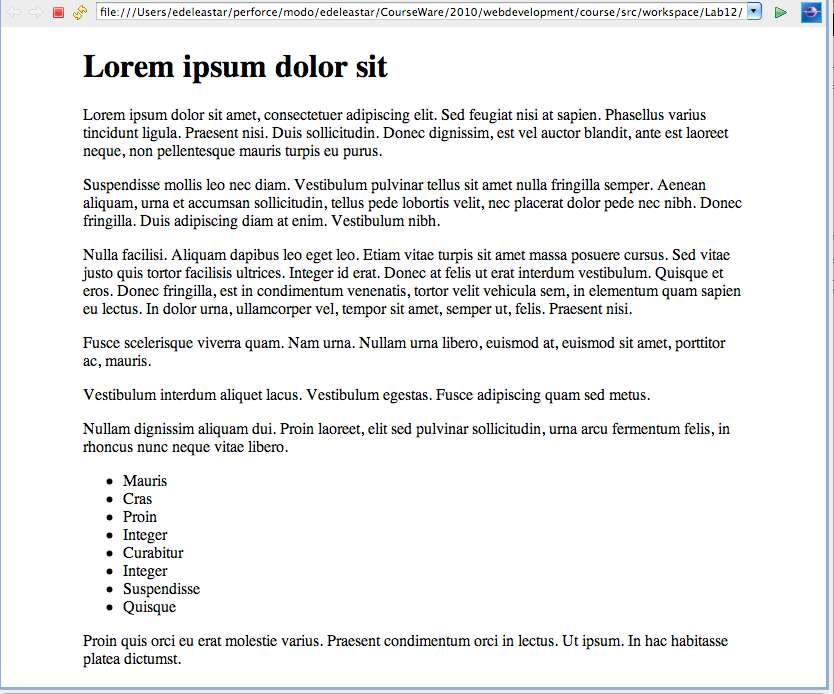 file:///Users/edeleastar/perforce/modo/edeleastar/CourseWare/2010/webdevelopment/course/src/workspace/Lab12/
Lorem ipsum dolor sit
Lorem ipsum dolor sit amet, consectetuer adipiscing elit. Sed feugiat nisi at sapien. Phasellus varius
tincidunt ligula. Praesent nisi. Duis sollicitudin. Donec dignissim, est vel auctor blandit, ante est laoreet
neque, non pellentesque mauris turpis eu purus.
Suspendisse mollis leo nec diam. Vestibulum pulvinar tellus sit amet nulla fringilla semper. Aenean
aliquam, urna et accumsan sollicitudin, tellus pede lobortis velit, nec placerat dolor pede nec nibh. Donec
fringilla. Duis adipiscing diam at enim. Vestibulum nibh.
Nulla facilisi. Aliquam dapibus leo eget leo. Etiam vitae turpis sit amet massa posuere cursus. Sed vitae
justo quis tortor facilisis ultrices. Integer id erat. Donec at felis ut erat interdum vestibulum. Quisque et
eros. Donec fringilla, est in condimentum venenatis, tortor velit vehicula sem, in elementum quam sapien
eu lectus. In dolor urna, ullamcorper vel, tempor sit amet, semper ut, felis. Praesent nisi.
Fusce scelerisque viverra quam. Nam urna. Nullam urna libero, euismod at, euismod sit amet, porttitor
ac, mauris.
Vestibulum interdum aliquet lacus. Vestibulum egestas. Fusce adipiscing quam sed metus.
Nullam dignissim aliquam dui. Proin laoreet, elit sed pulvinar sollicitudin, urna arcu fermentum felis, in
rhoncus nunc neque vitae libero.
• Mauris
• Cras
• Proin
• Integer
• Curabitur
• Integer
• Suspendisse
• Quisque
Proin quis orci eu erat molestie varius. Praesent condimentum orci in lectus. Ut ipsum. In hac habitasse
platea dictumst.